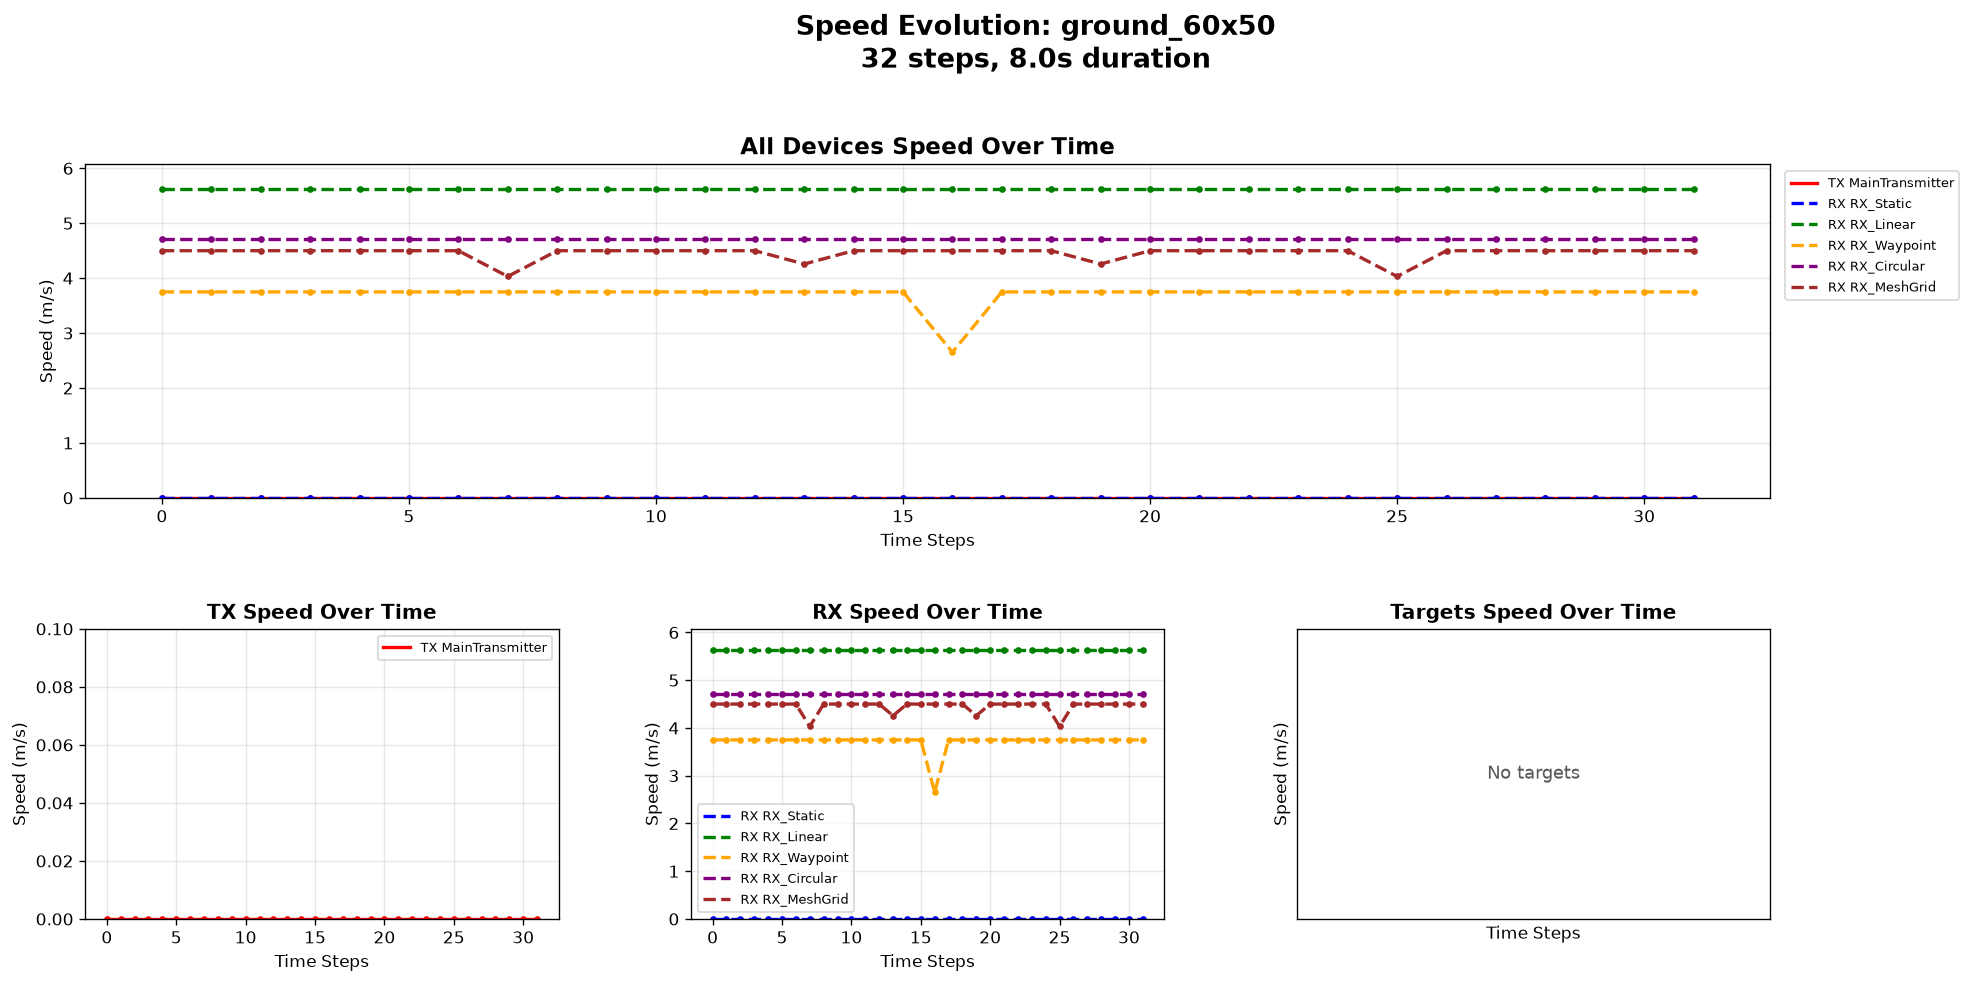 Speed Evolution: ground_60x50
32 steps, 8.0s duration
All Devices Speed Over Time
6
5
4
3
2
1
0
Speed (m/s)
0 5 10 15 20 25 30
Time Steps
TX MainTransmitter
RX RX_Static
RX RX_Linear
RX RX_Waypoint
RX RX_Circular
RX RX_MeshGrid
TX Speed Over Time
0.10
0.08
0.06
0.04
0.02
0.00
Speed (m/s)
TX MainTransmitter
0 5 10 15 20 25 30
Time Steps
RX Speed Over Time
6
5
4
3
2
1
0
Speed (m/s)
RX RX_Static
RX RX_Linear
RX RX_Waypoint
RX RX_Circular
RX RX_MeshGrid
0 5 10 15 20 25 30
Time Steps
Targets Speed Over Time
Speed (m/s)
No targets
Time Steps